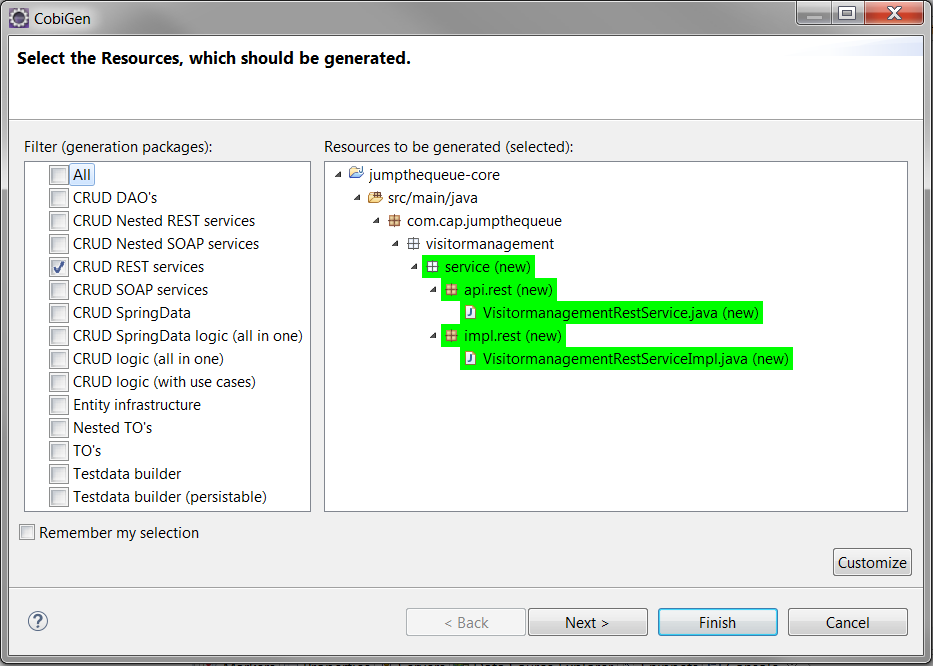 CobiGen
Select the Resources, which should be generated.
Filter (generation packages):
Resources to be generated (selected):
All
CRUD DAO's
CRUD Nested REST services
CRUD Nested SOAP services
CRUD REST services
CRUD SOAP services
CRUD SpringData
CRUD SpringData logic (all in one)
CRUD logic (all in one)
CRUD logic (with use cases)
Entity infrastructure
Nested TO's
TO's
Testdata builder
Testdata builder (persistable)
jumpthequeue-core
src/main/java
com.cap.jumpthequeue
visitormanagement
service (new)
api.rest (new)
VisitormanagementRestService.java (new)
impl.rest (new)
VisitormanagementRestServiceImpl.java (new)
Remember my selection
Customize
?
< Back
Next >
Finish
Cancel